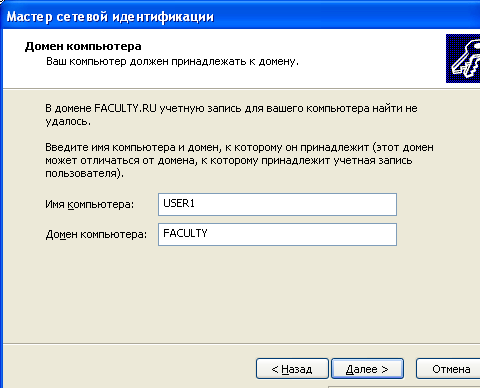 Мастер сетевой идентификации
Домен компьютера
Ваш компьютер должен принадлежать к домену.
В домене FACULTY.RU учетную запись для вашего компьютера найти не
удалось.
Введите имя компьютера и домен, к которому он принадлежит (этот домен
может отличаться от домена, к которому принадлежит учетная запись
пользователя).
Имя компьютера: USER1
Домен компьютера: FACULTY
< Назад Далее > Отмена